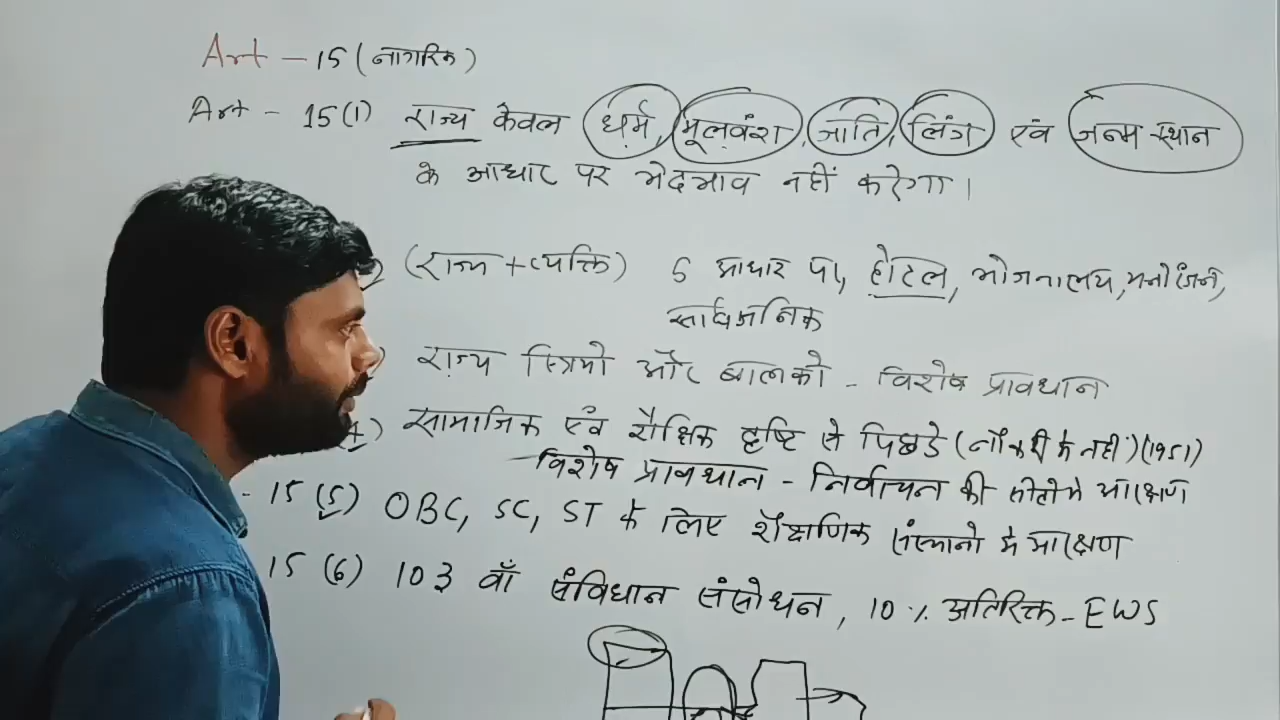 Art - 15 (नागरिक)
Art - 15(1) राज्य केवल धर्म, मूलवंश, जाति, लिंग एवं जन्म स्थान
के आधार पर भेदभाव नहीं करेगा।
(राज्य + व्यक्ति) 5 आधार पर, होटल, भोजनालय, मनोरंजन,
सार्वजनिक
राज्य स्त्रियो और बालको - विशेष प्रावधान
4) सामाजिक एवं शैक्षिक दृष्टि से पिछडे (नौकरी मे नहीं) (1951)
विशेष प्रावधान - निर्वाचन की सीटो मे आरक्षण
- 15 (5) OBC, SC, ST के लिए शैक्षणिक संस्थानो मे आरक्षण
15 (6) 103 वाँ संविधान संसोधन, 10 % अतिरिक्त - EWS